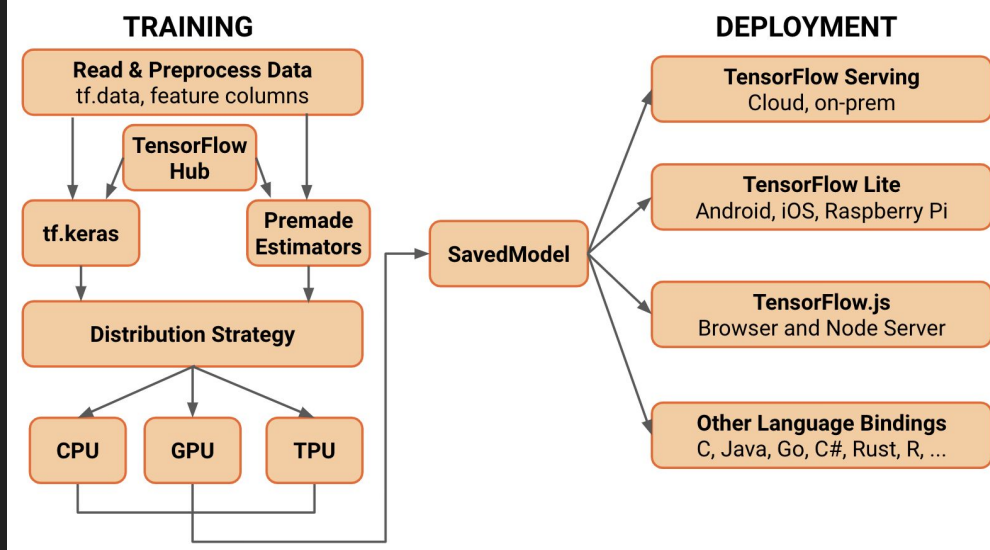 TRAINING
Read & Preprocess Data
tf.data, feature columns
TensorFlow
Hub
tf.keras
Premade
Estimators
Distribution Strategy
CPU
GPU
TPU
SavedModel
DEPLOYMENT
TensorFlow Serving
Cloud, on-prem
TensorFlow Lite
Android, iOS, Raspberry Pi
TensorFlow.js
Browser and Node Server
Other Language Bindings
C, Java, Go, C#, Rust, R, ...